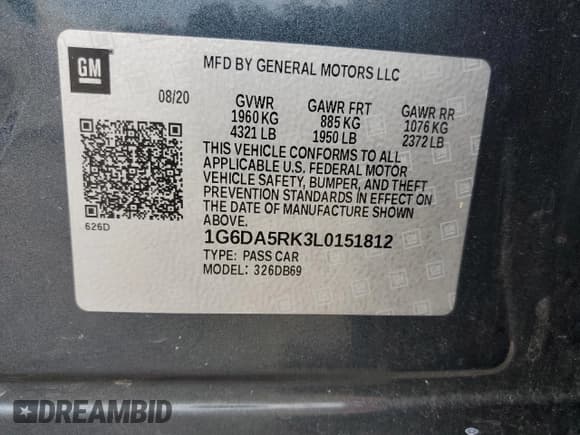 GM
MFD BY GENERAL MOTORS LLC
08/20
GVWR GAWR FRT GAWR RR
1960 KG 885 KG 1076 KG
4321 LB 1950 LB 2372 LB
THIS VEHICLE CONFORMS TO ALL
APPLICABLE U.S. FEDERAL MOTOR
VEHICLE SAFETY, BUMPER, AND THEFT
PREVENTION STANDARDS IN EFFECT ON
THE DATE OF MANUFACTURE SHOWN
ABOVE.
626D
1G6DA5RK3L0151812
TYPE: PASS CAR
MODEL: 326DB69
DREAMBID